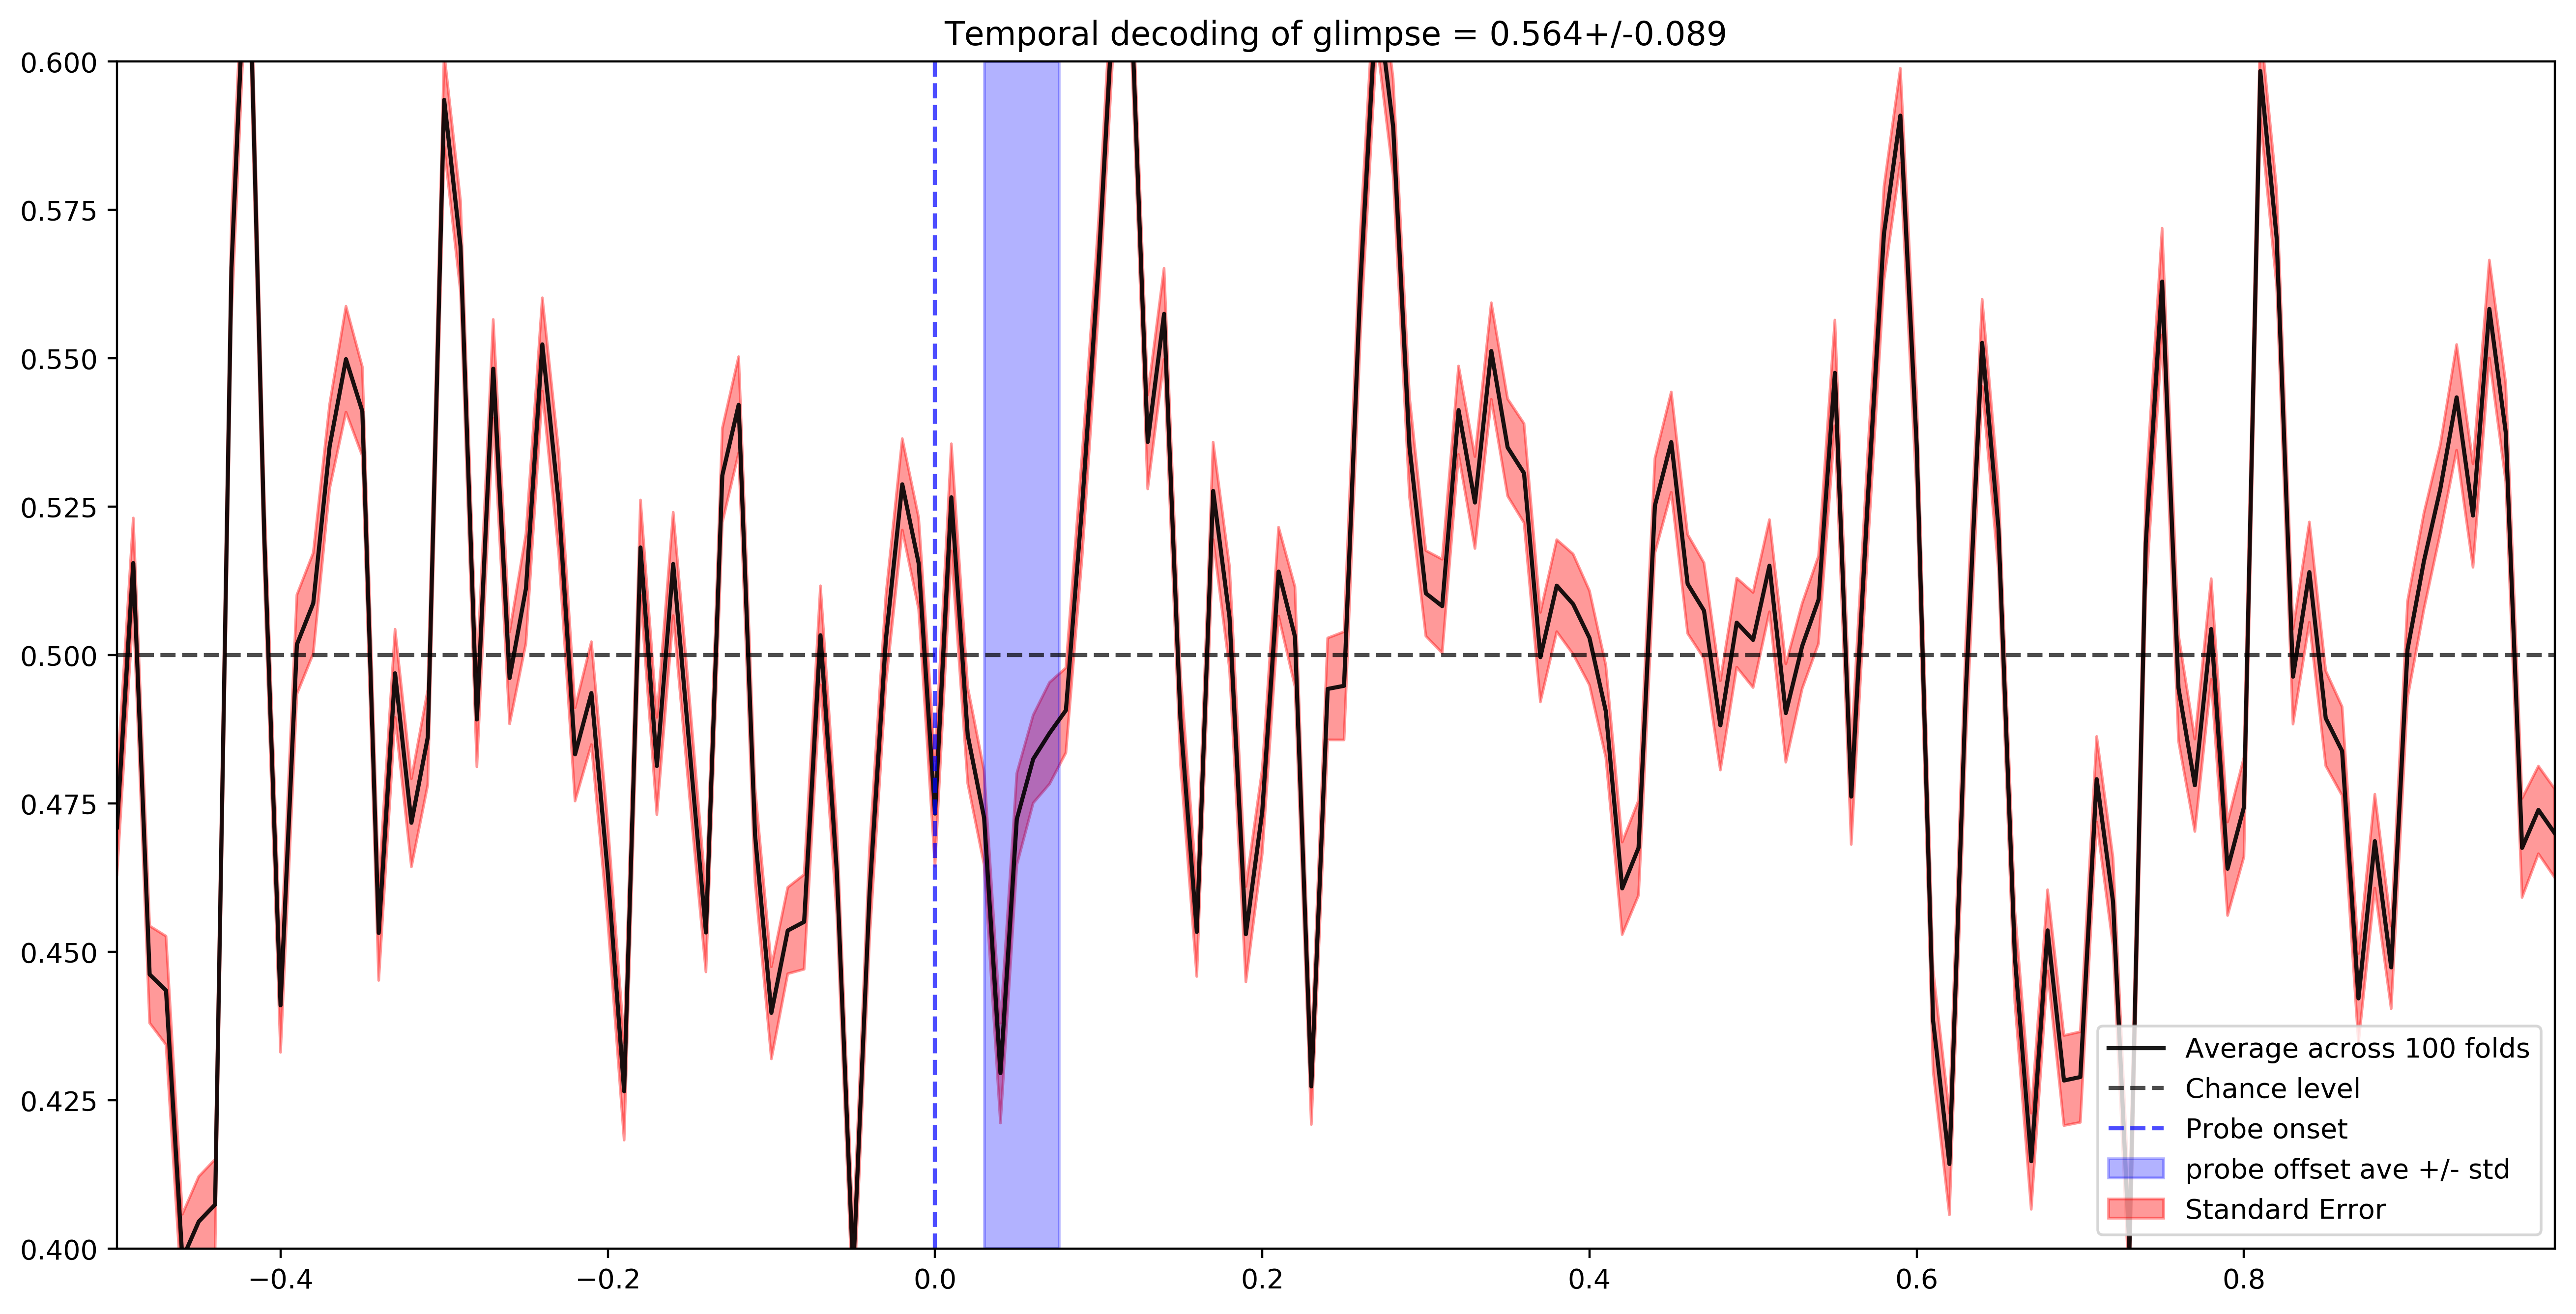 Temporal decoding of glimpse = 0.564+/-0.089
0.600
0.575
0.550
0.525
0.500
0.475
0.450
0.425
0.400
Average across 100 folds
Chance level
Probe onset
probe offset ave +/- std
Standard Error
−0.4 −0.2 0.0 0.2 0.4 0.6 0.8